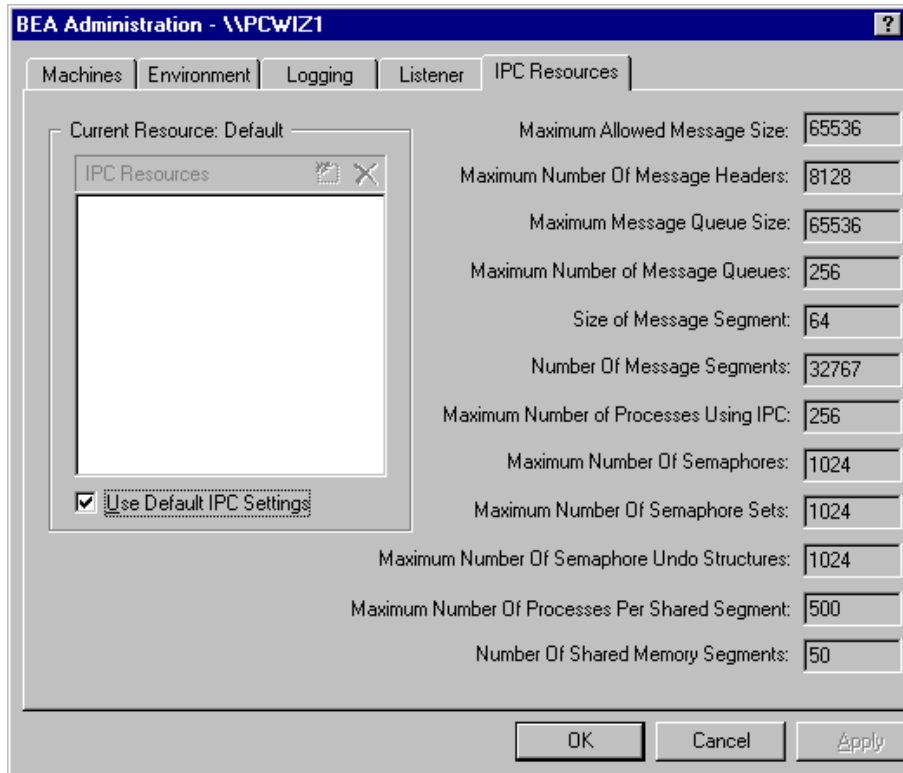 BEA Administration - \\PCWIZ1
?
Machines Environment Logging Listener IPC Resources
Current Resource: Default
IPC Resources
Use Default IPC Settings
Maximum Allowed Message Size: 65536
Maximum Number Of Message Headers: 8128
Maximum Message Queue Size: 65536
Maximum Number of Message Queues: 256
Size of Message Segment: 64
Number Of Message Segments: 32767
Maximum Number of Processes Using IPC: 256
Maximum Number Of Semaphores: 1024
Maximum Number Of Semaphore Sets: 1024
Maximum Number Of Semaphore Undo Structures: 1024
Maximum Number Of Processes Per Shared Segment: 500
Number Of Shared Memory Segments: 50
OK Cancel Apply